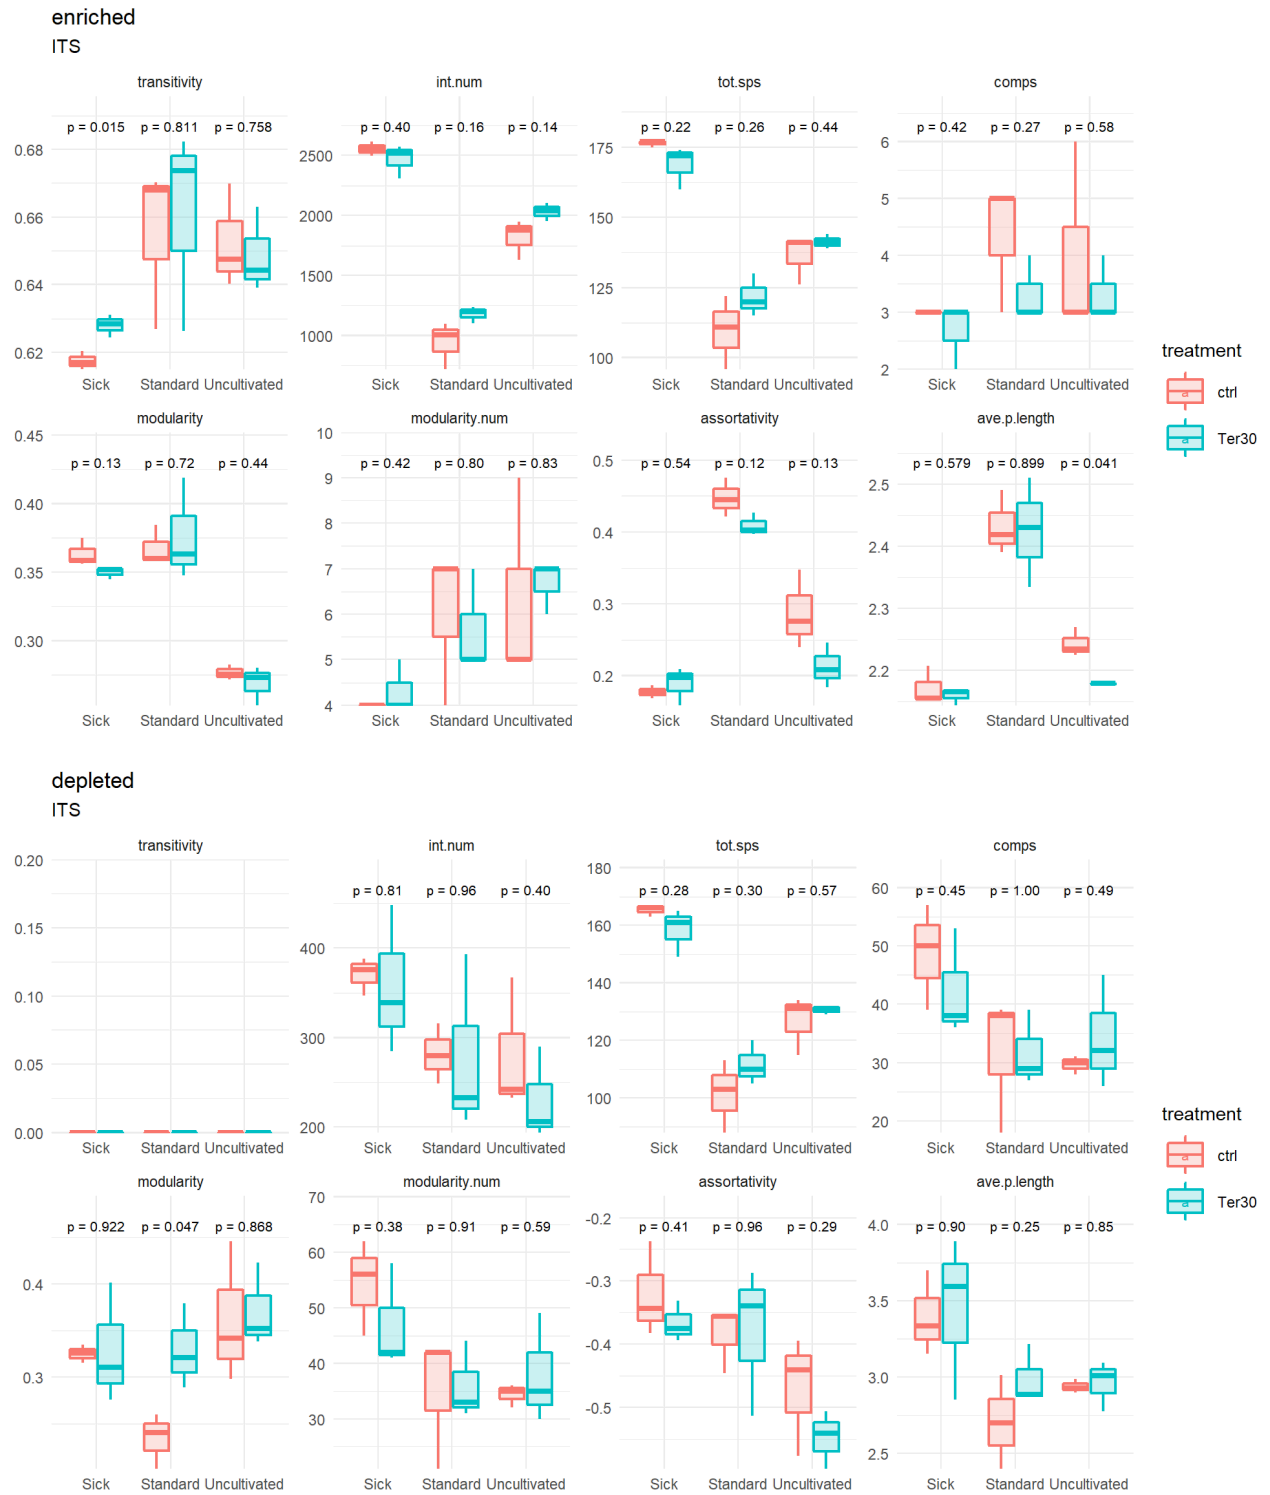 enriched
ITS
transitivity int.num tot.sps comps
p = 0.015 p = 0.811 p = 0.758 p = 0.40 p = 0.16 p = 0.14 p = 0.22 p = 0.26 p = 0.44 p = 0.42 p = 0.27 p = 0.58
0.68 2500 175 6
0.66 2000 150 5
0.64 1500 125 4
0.62 1000 100 3
2
Sick Standard Uncultivated Sick Standard Uncultivated Sick Standard Uncultivated Sick Standard Uncultivated
treatment
ctrl
Ter30
modularity modularity.num assortativity ave.p.length
p = 0.13 p = 0.72 p = 0.44 p = 0.42 p = 0.80 p = 0.83 p = 0.54 p = 0.12 p = 0.13 p = 0.579 p = 0.899 p = 0.041
0.45 10 0.5 2.5
0.40 9 0.4 2.4
0.35 8 0.3 2.3
0.30 7 0.2 2.2
6
5
4
Sick Standard Uncultivated Sick Standard Uncultivated Sick Standard Uncultivated Sick Standard Uncultivated
depleted
ITS
transitivity int.num tot.sps comps
p = 0.81 p = 0.96 p = 0.40 p = 0.28 p = 0.30 p = 0.57 p = 0.45 p = 1.00 p = 0.49
0.20 400 180 60
0.15 300 160 50
0.10 200 140 40
0.05 120 30
0.00 100 20
Sick Standard Uncultivated Sick Standard Uncultivated Sick Standard Uncultivated Sick Standard Uncultivated
treatment
ctrl
Ter30
modularity modularity.num assortativity ave.p.length
p = 0.922 p = 0.047 p = 0.868 p = 0.38 p = 0.91 p = 0.59 p = 0.41 p = 0.96 p = 0.29 p = 0.90 p = 0.25 p = 0.85
0.4 70 -0.2 4.0
0.3 60 -0.3 3.5
50 -0.4 3.0
40 -0.5 2.5
30
Sick Standard Uncultivated Sick Standard Uncultivated Sick Standard Uncultivated Sick Standard Uncultivated